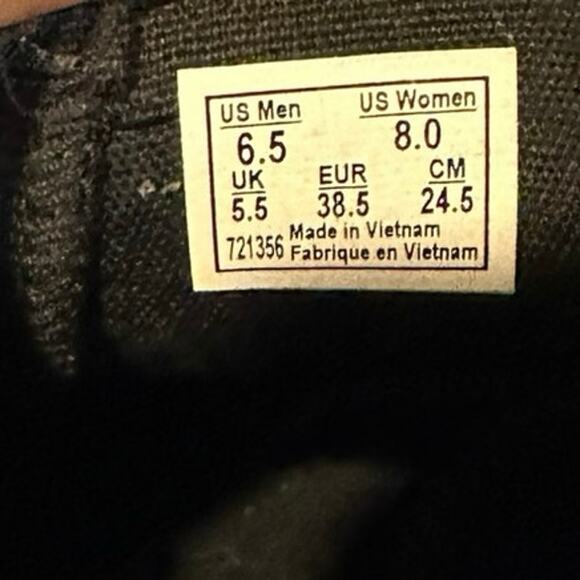 US Men US Women
6.5 8.0
UK EUR CM
5.5 38.5 24.5
721356 Made in Vietnam
Fabrique en Vietnam